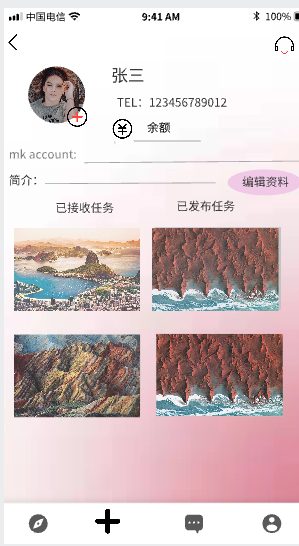 中国电信 9:41 AM 100%
张三
TEL：123456789012
余额
mk account:
简介：
编辑资料
已接收任务 已发布任务